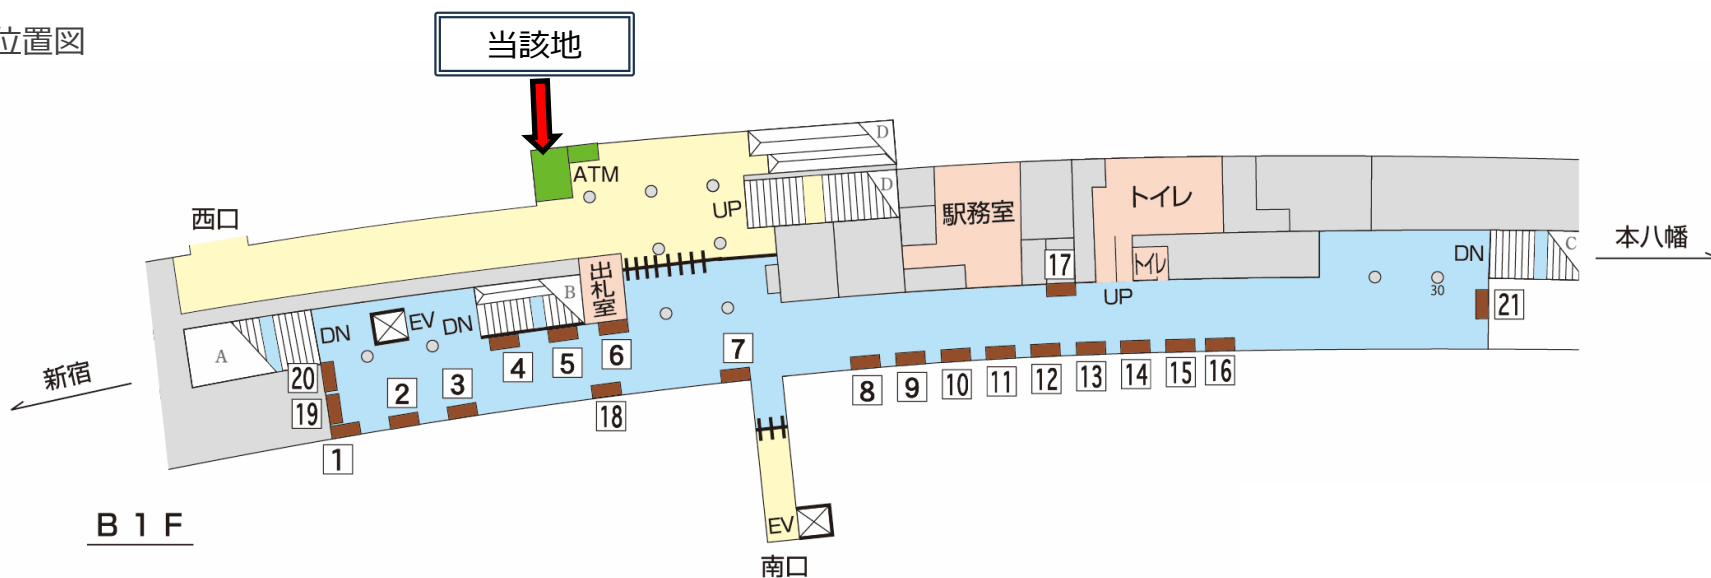 位置図
当該地
ATM
D
D
UP
西口
駅務室
トイレ
トイレ
17
UP
DN
C
本八幡
30
21
出札室
B
DN
EV
DN
A
新宿
20
19
1
2
3
4
5
6
18
7
8
9
10
11
12
13
14
15
16
EV
南口
B1F